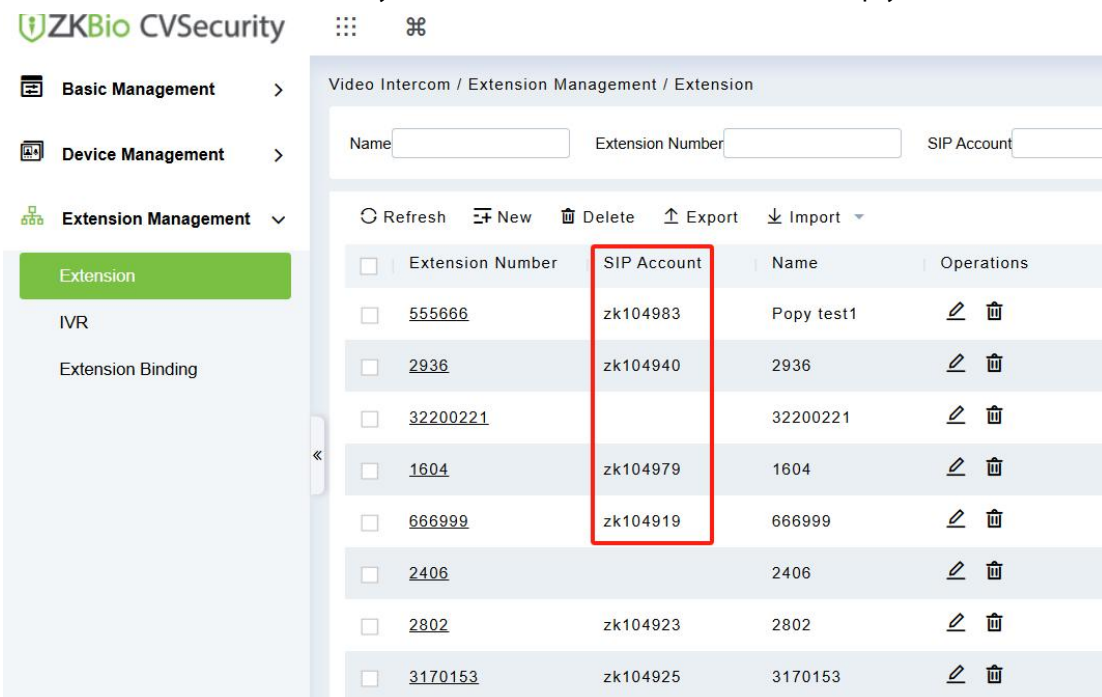 ZKBio CVSecurity
Basic Management
Device Management
Extension Management
Extension
IVR
Extension Binding
Video Intercom / Extension Management / Extension
Name Extension Number SIP Account
Refresh New Delete Export Import
Extension Number SIP Account Name Operations
555666 zk104983 Popy test1
2936 zk104940 2936
32200221 32200221
1604 zk104979 1604
666999 zk104919 666999
2406 2406
2802 zk104923 2802
3170153 zk104925 3170153